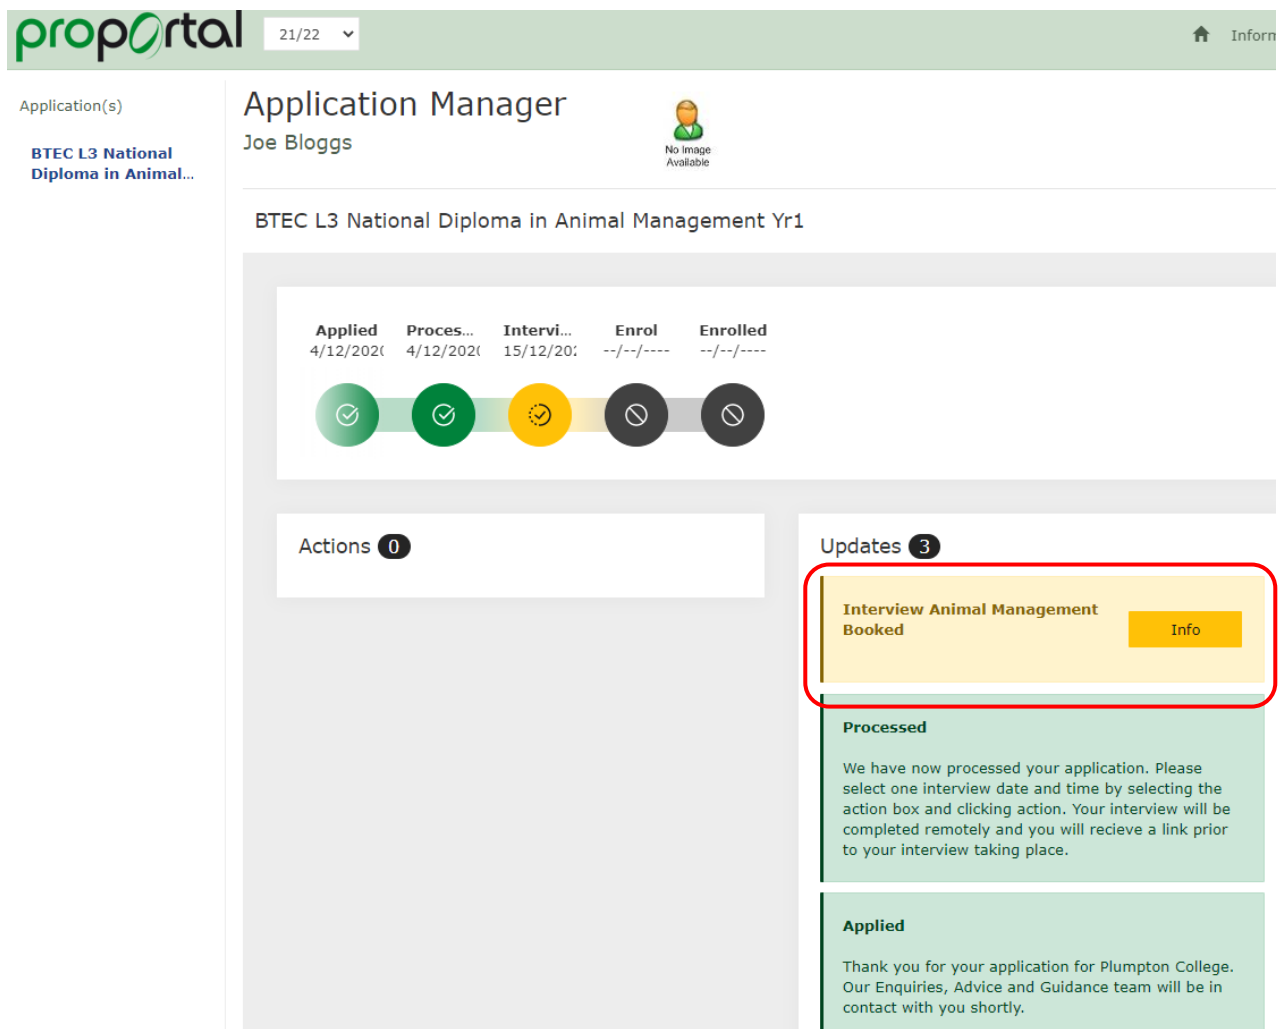 proportal
21/22
Inform
Application(s)
BTEC L3 National
Diploma in Animal...
Application Manager
Joe Bloggs
No Image
Available
BTEC L3 National Diploma in Animal Management Yr1
Applied Proces... Intervi... Enrol Enrolled
4/12/202( 4/12/202( 15/12/20: --/--/---- --/--/----
Actions 0
Updates 3
Interview Animal Management
Booked
Info
Processed
We have now processed your application. Please
select one interview date and time by selecting the
action box and clicking action. Your interview will be
completed remotely and you will recieve a link prior
to your interview taking place.
Applied
Thank you for your application for Plumpton College.
Our Enquiries, Advice and Guidance team will be in
contact with you shortly.